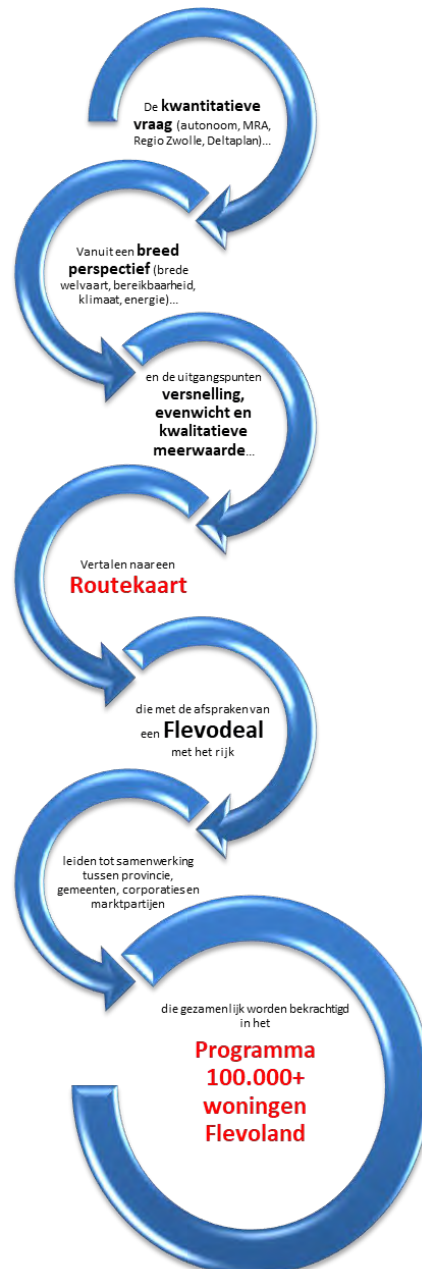 De kwantitatieve
vraag (autonoom, MRA,
Regio Zwolle, Deltaplan)...
Vanuit een breed
perspectief (brede
welvaart, bereikbaarheid,
klimaat, energie)...
en de uitgangspunten
versnelling,
evenwicht en
kwalitatieve
meerwaarde...
Vertalen naar een
Routekaart
die met de afspraken van
een Flevodeal
met het rijk
leiden tot samenwerking
tussen provincie,
gemeenten, corporaties en
marktpartijen
die gezamenlijk worden bekrachtigd
in het
Programma
100.000+
woningen
Flevoland